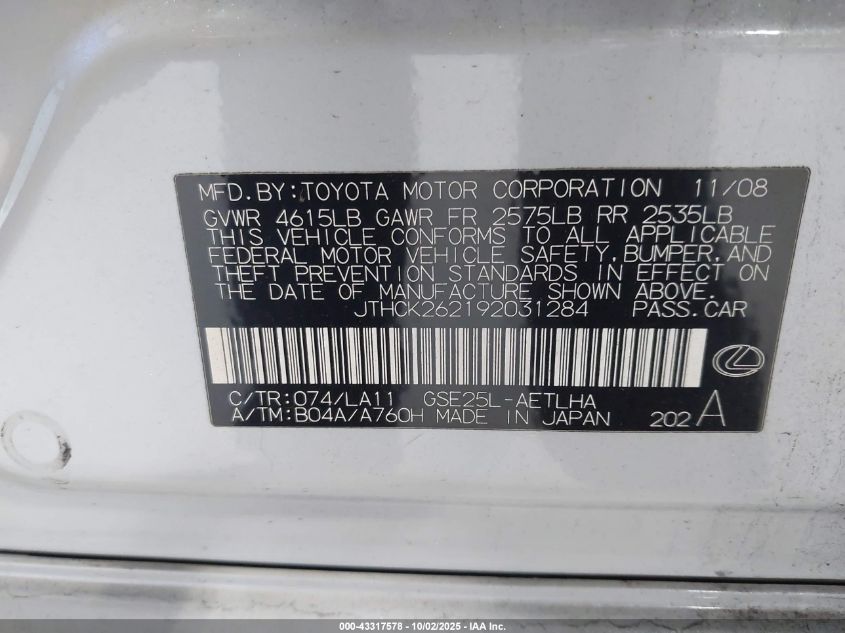 MFD.BY:TOYOTA MOTOR CORPORATION 11/08
GVWR 4615LB GAWR FR 2575LB RR 2535LB
THIS VEHICLE CONFORMS TO ALL APPLICABLE
FEDERAL MOTOR VEHICLE SAFETY,BUMPER,AND
THEFT PREVENTION STANDARDS IN EFFECT ON
THE DATE OF MANUFACTURE SHOWN ABOVE.
JTHCK262192031284 PASS.CAR
C/TR:074/LA11 GSE25L-AETLHA
A/TM:B04A/A760H MADE IN JAPAN 202A
000-43317578 - 10/02/2025 - IAA Inc.